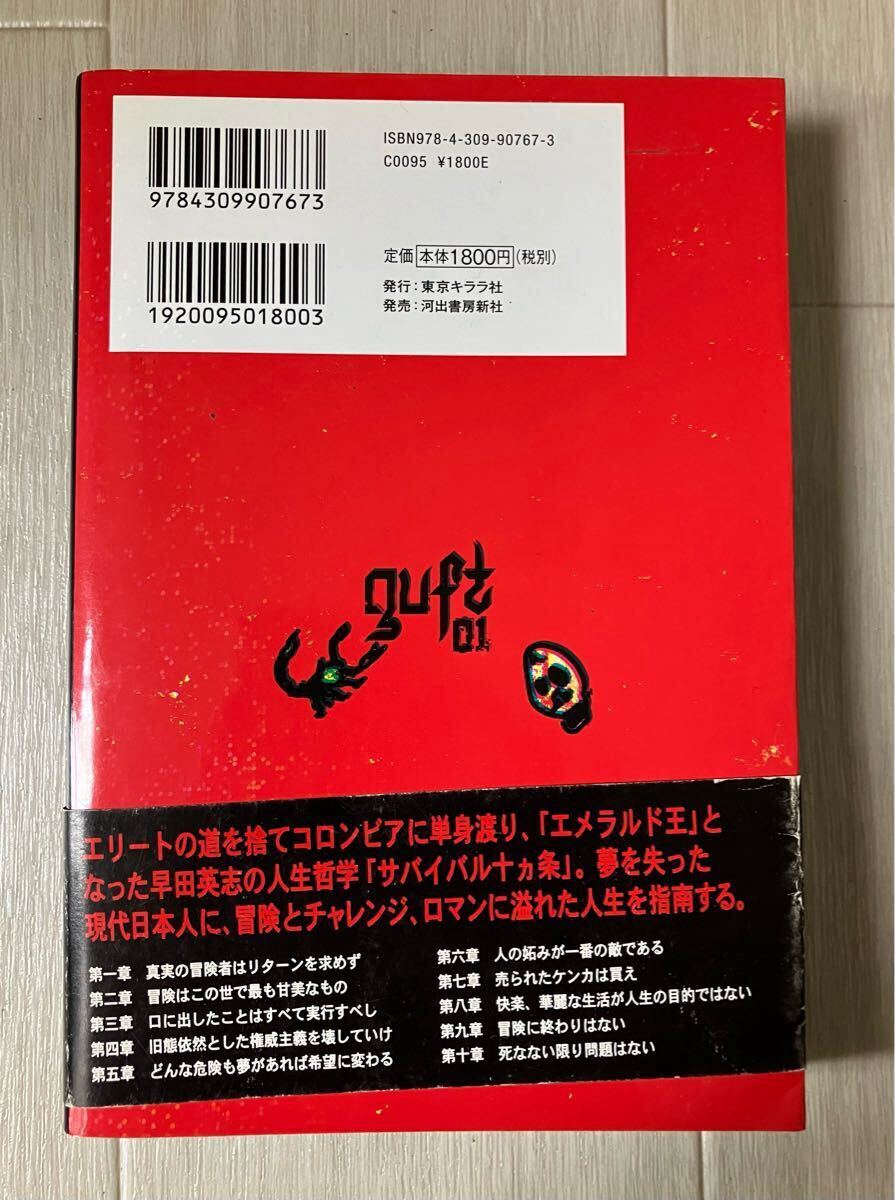 ISBN978-4-309-90767-3
C0095 ¥1800E
9784309907673
定価 本体1800円(税別)
発行：東京キララ社
発売：河出書房新社
1920095018003
guft
01
エリートの道を捨てコロンビアに単身渡り、「エメラルド王」と
なった早田英志の人生哲学「サバイバル十ヵ条」。夢を失った
現代日本人に、冒険とチャレンジ、ロマンに溢れた人生を指南する。
第一章 真実の冒険者はリターンを求めず
第二章 冒険はこの世で最も甘美なもの
第三章 口に出したことはすべて実行すべし
第四章 旧態依然とした権威主義を壊していけ
第五章 どんな危険も夢があれば希望に変わる
第六章 人の妬みが一番の敵である
第七章 売られたケンカは買え
第八章 快楽、華麗な生活が人生の目的ではない
第九章 冒険に終わりはない
第十章 死なない限り問題はない